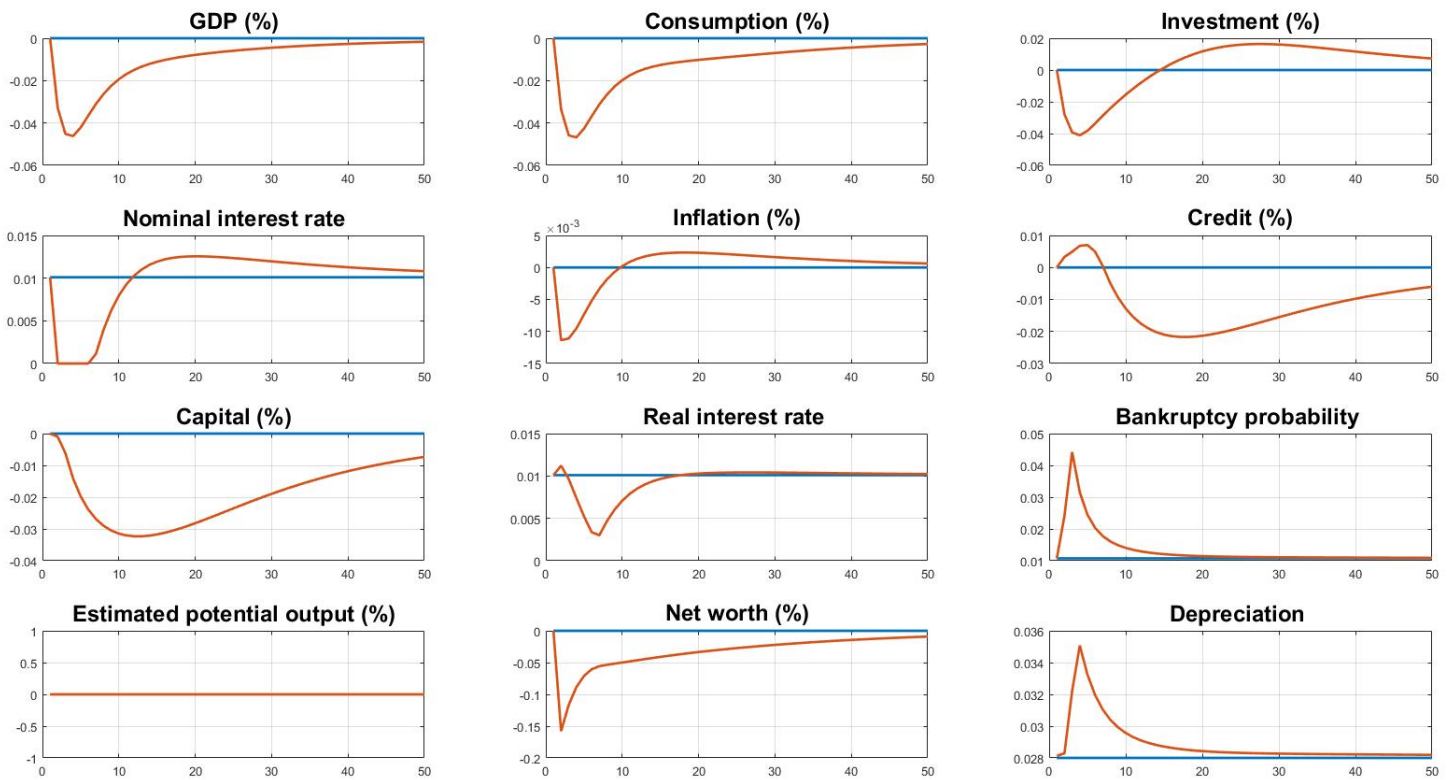 GDP (%)
0
-0.02
-0.04
-0.06
0 10 20 30 40 50
Consumption (%)
0
-0.02
-0.04
-0.06
0 10 20 30 40 50
Investment (%)
0.02
0
-0.02
-0.04
-0.06
0 10 20 30 40 50
Nominal interest rate
0.015
0.01
0.005
0
0 10 20 30 40 50
Inflation (%)
× 10⁻³
5
0
-5
-10
-15
0 10 20 30 40 50
Credit (%)
0.01
0
-0.01
-0.02
-0.03
0 10 20 30 40 50
Capital (%)
0
-0.01
-0.02
-0.03
-0.04
0 10 20 30 40 50
Real interest rate
0.015
0.01
0.005
0
0 10 20 30 40 50
Bankruptcy probability
0.05
0.04
0.03
0.02
0.01
0 10 20 30 40 50
Estimated potential output (%)
1
0.5
0
-0.5
-1
0 10 20 30 40 50
Net worth (%)
0
-0.05
-0.1
-0.15
-0.2
0 10 20 30 40 50
Depreciation
0.036
0.034
0.032
0.03
0.028
0 10 20 30 40 50